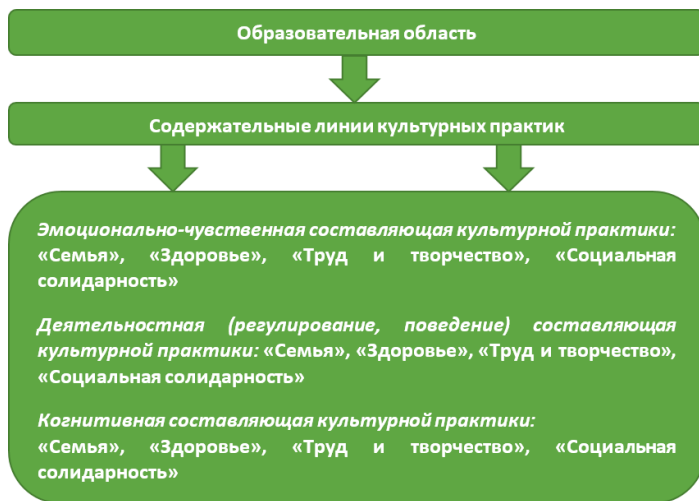 Образовательная область
Содержательные линии культурных практик
Эмоционально-чувственная составляющая культурной практики:
«Семья», «Здоровье», «Труд и творчество», «Социальная
солидарность»
Деятельностная (регулирование, поведение) составляющая
культурной практики: «Семья», «Здоровье», «Труд и творчество»,
«Социальная солидарность»
Когнитивная составляющая культурной практики:
«Семья», «Здоровье», «Труд и творчество», «Социальная
солидарность»